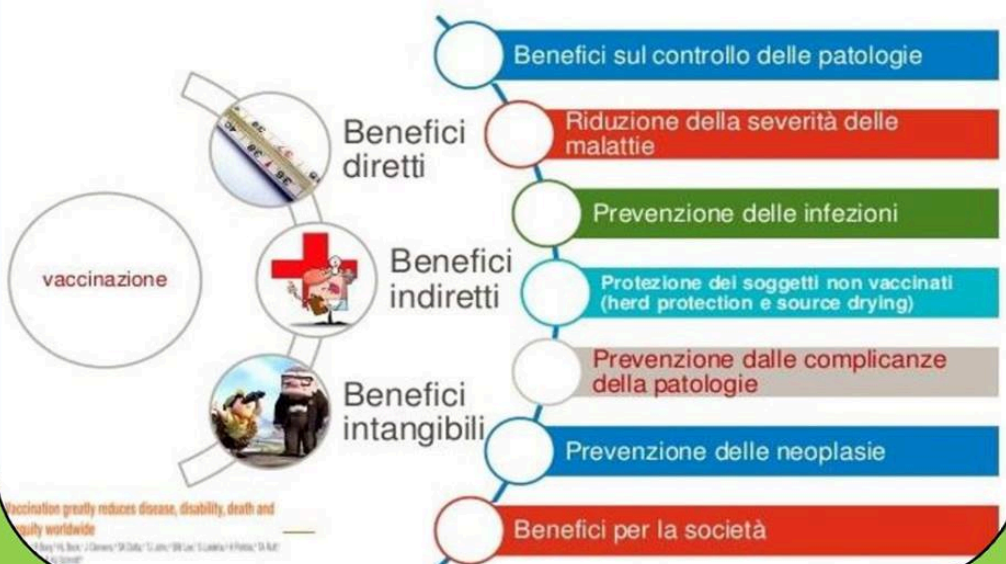 vaccinazione
Benefici
diretti
Benefici
indiretti
Benefici
intangibili
Benefici sul controllo delle patologie
Riduzione della severità delle
malattie
Prevenzione delle infezioni
Protezione dei soggetti non vaccinati
(herd protection e source drying)
Prevenzione dalle complicanze
della patologie
Prevenzione delle neoplasie
Benefici per la società
accination greatly reduces disease, disability, death and
quity worldwide